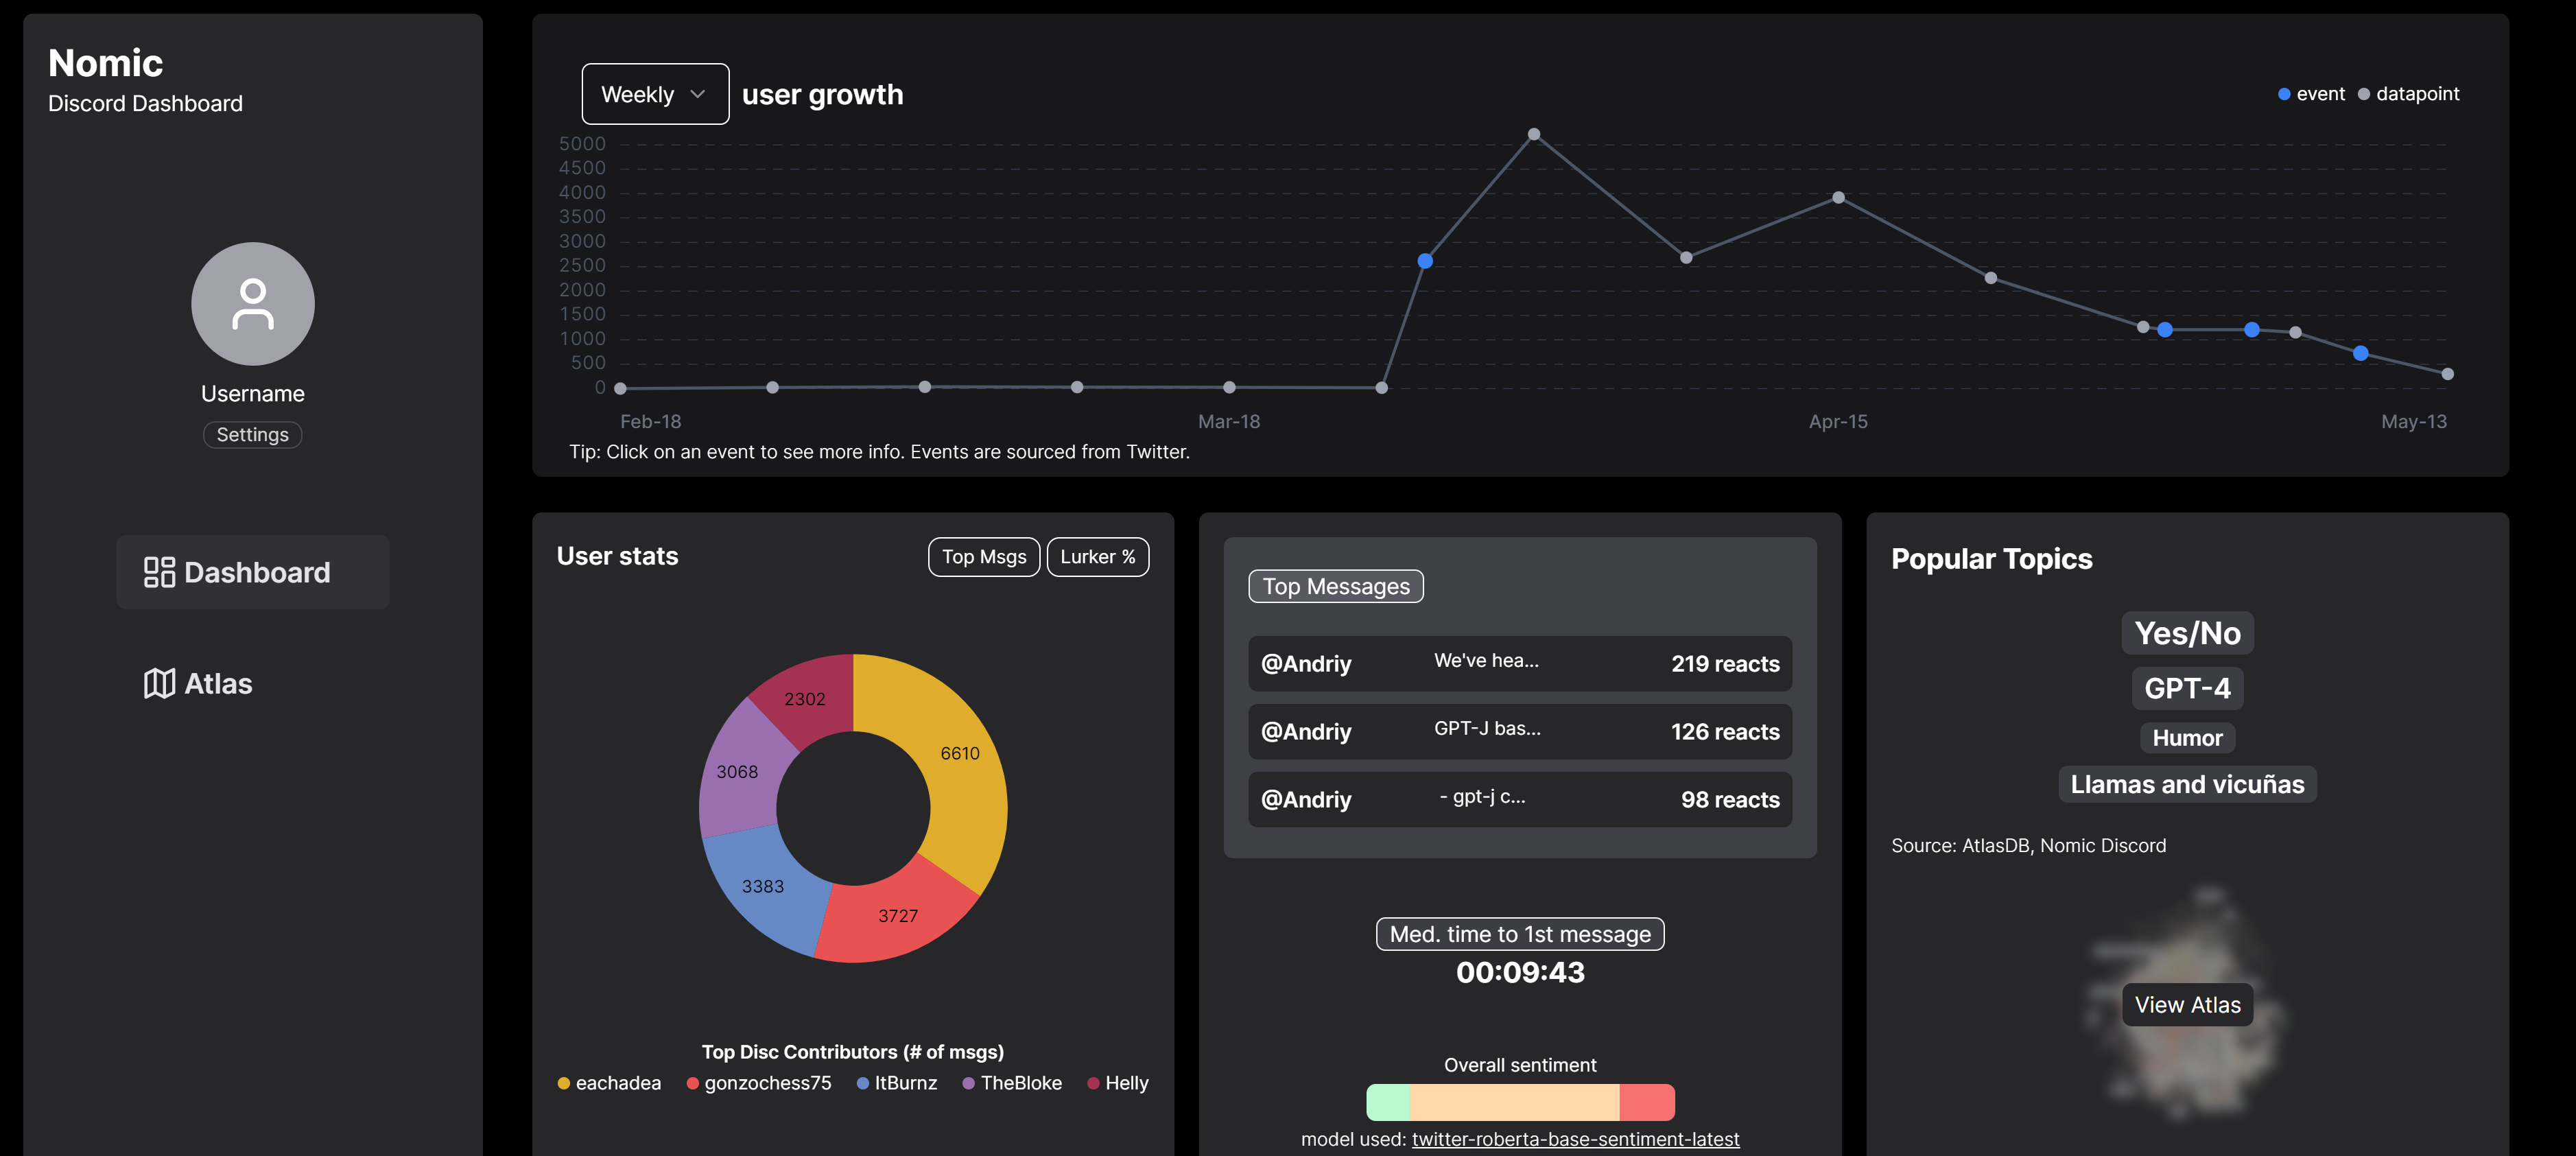 Nomic
Discord Dashboard
Username
Settings
Dashboard
Atlas
Weekly user growth
event datapoint
5000
4500
4000
3500
3000
2500
2000
1500
1000
500
0
Feb-18 Mar-18 Apr-15 May-13
Tip: Click on an event to see more info. Events are sourced from Twitter.
User stats
Top Msgs Lurker %
2302
6610
3068
3383
3727
Top Disc Contributors (# of msgs)
eachadea gonzochess75 ItBurnz TheBloke Helly
Top Messages
@Andriy We've hea... 219 reacts
@Andriy GPT-J bas... 126 reacts
@Andriy - gpt-j c... 98 reacts
Med. time to 1st message
00:09:43
Overall sentiment
model used: twitter-roberta-base-sentiment-latest
Popular Topics
Yes/No
GPT-4
Humor
Llamas and vicuñas
Source: AtlasDB, Nomic Discord
View Atlas